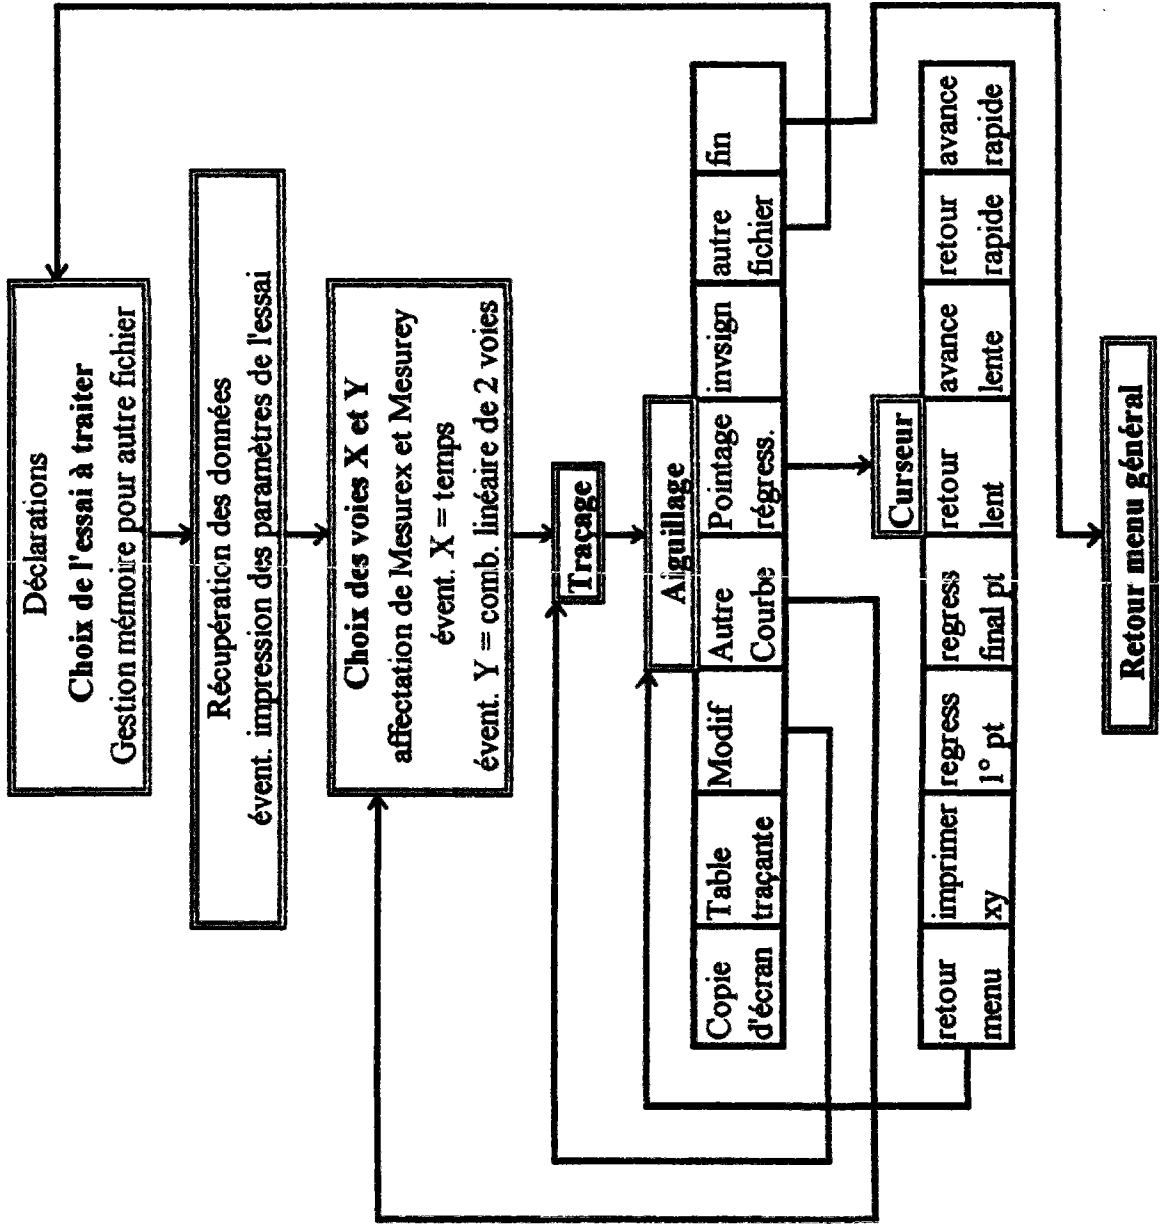 Déclarations
Choix de l'essai à traiter
Gestion mémoire pour autre fichier
Récupération des données
évent. impression des paramètres de l'essai
Choix des voies X et Y
affectation de Mesurex et Mesurey
évent. X = temps
évent. Y = comb. linéaire de 2 voies
Traçage
Aiguillage
Copie
d'écran
Table
traçante
Modif
Autre
Courbe
Pointage
régress.
invsign
autre
fichier
fin
Curseur
retour
menu
imprimer
xy
regress
1° pt
regress
final pt
retour
lent
avance
lente
retour
rapide
avance
rapide
Retour menu général